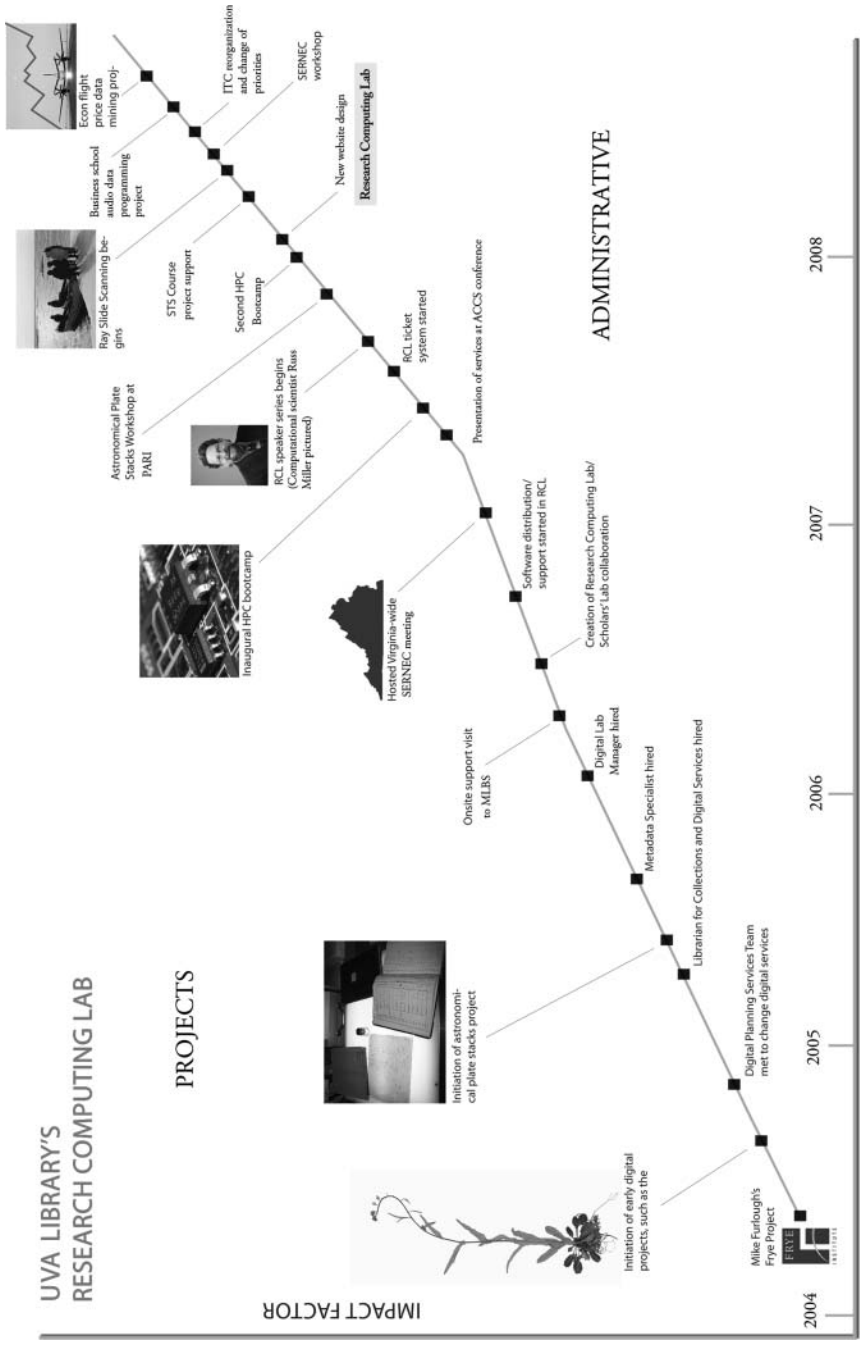 UVA LIBRARY'S
RESEARCH COMPUTING LAB
PROJECTS
ADMINISTRATIVE
IMPACT FACTOR
Mike Furlough's
Frye Project
FRYE
INSTITUTE
Initiation of early digital
projects, such as the
Digital Planning Services Team
met to change digital services
Librarian for Collections and Digital Services hired
Initiation of astronomi-
cal plate stacks project
Metadata Specialist hired
Digital Lab
Manager hired
Onsite support visit
to MLBS
Creation of Research Computing Lab/
Scholars' Lab collaboration
Software distribution/
support started in RCL
Hosted Virginia-wide
SERNEC meeting
Presentation of services at ACCS conference
Inaugural HPC bootcamp
RCL ticket
system started
RCL speaker series begins
(Computational scientist Russ
Miller pictured)
Astronomical Plate
Stacks Workshop at
PARI
Second HPC
Bootcamp
New website design
Research Computing Lab
STS Course
project support
Ray Slide Scanning be-
gins
SERNEC
workshop
ITC reorganization
and change of
priorities
Business school
audio data
programming
project
Econ flight
price data
mining proj-
2004
2005
2006
2007
2008